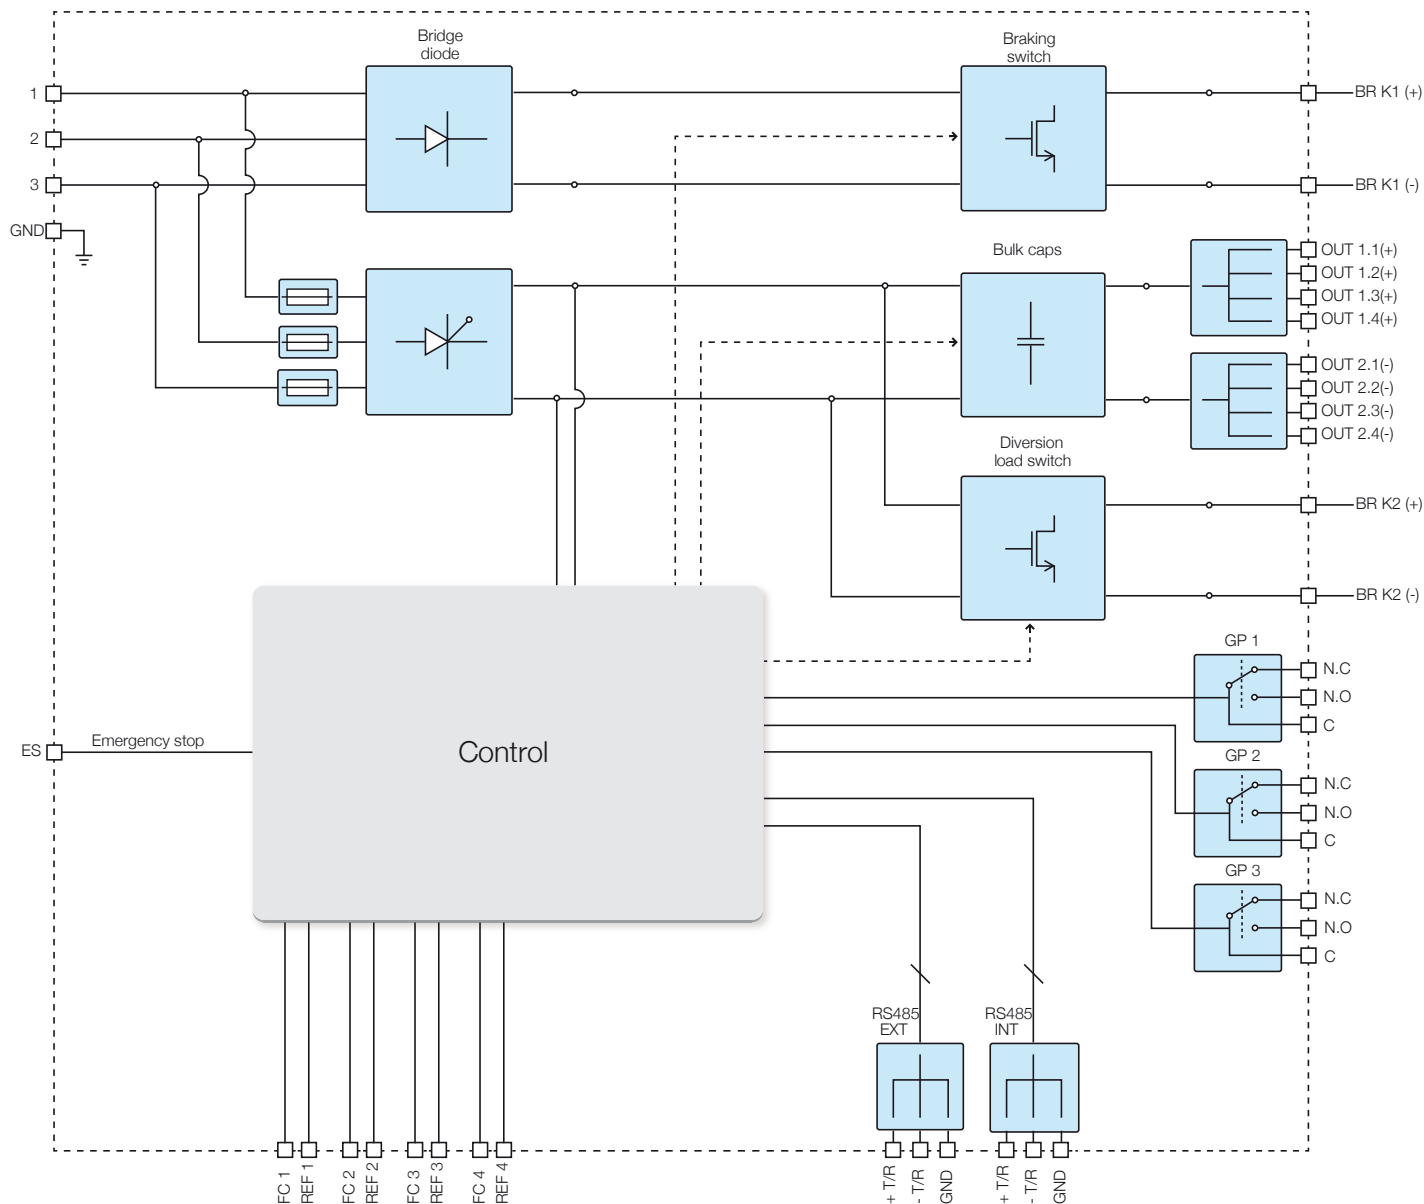 Bridge
diode
Braking
switch
1
BR K1 (+)
2
3
BR K1 (-)
GND
Bulk caps
OUT 1.1(+)
OUT 1.2(+)
OUT 1.3(+)
OUT 1.4(+)
OUT 2.1(-)
OUT 2.2(-)
OUT 2.3(-)
OUT 2.4(-)
Diversion
load switch
BR K2 (+)
BR K2 (-)
GP 1
N.C
N.O
C
ES
Emergency stop
Control
GP 2
N.C
N.O
C
GP 3
N.C
N.O
C
RS485
EXT
RS485
INT
FC 1
REF 1
FC 2
REF 2
FC 3
REF 3
FC 4
REF 4
+ T/R
- T/R
GND
+ T/R
- T/R
GND